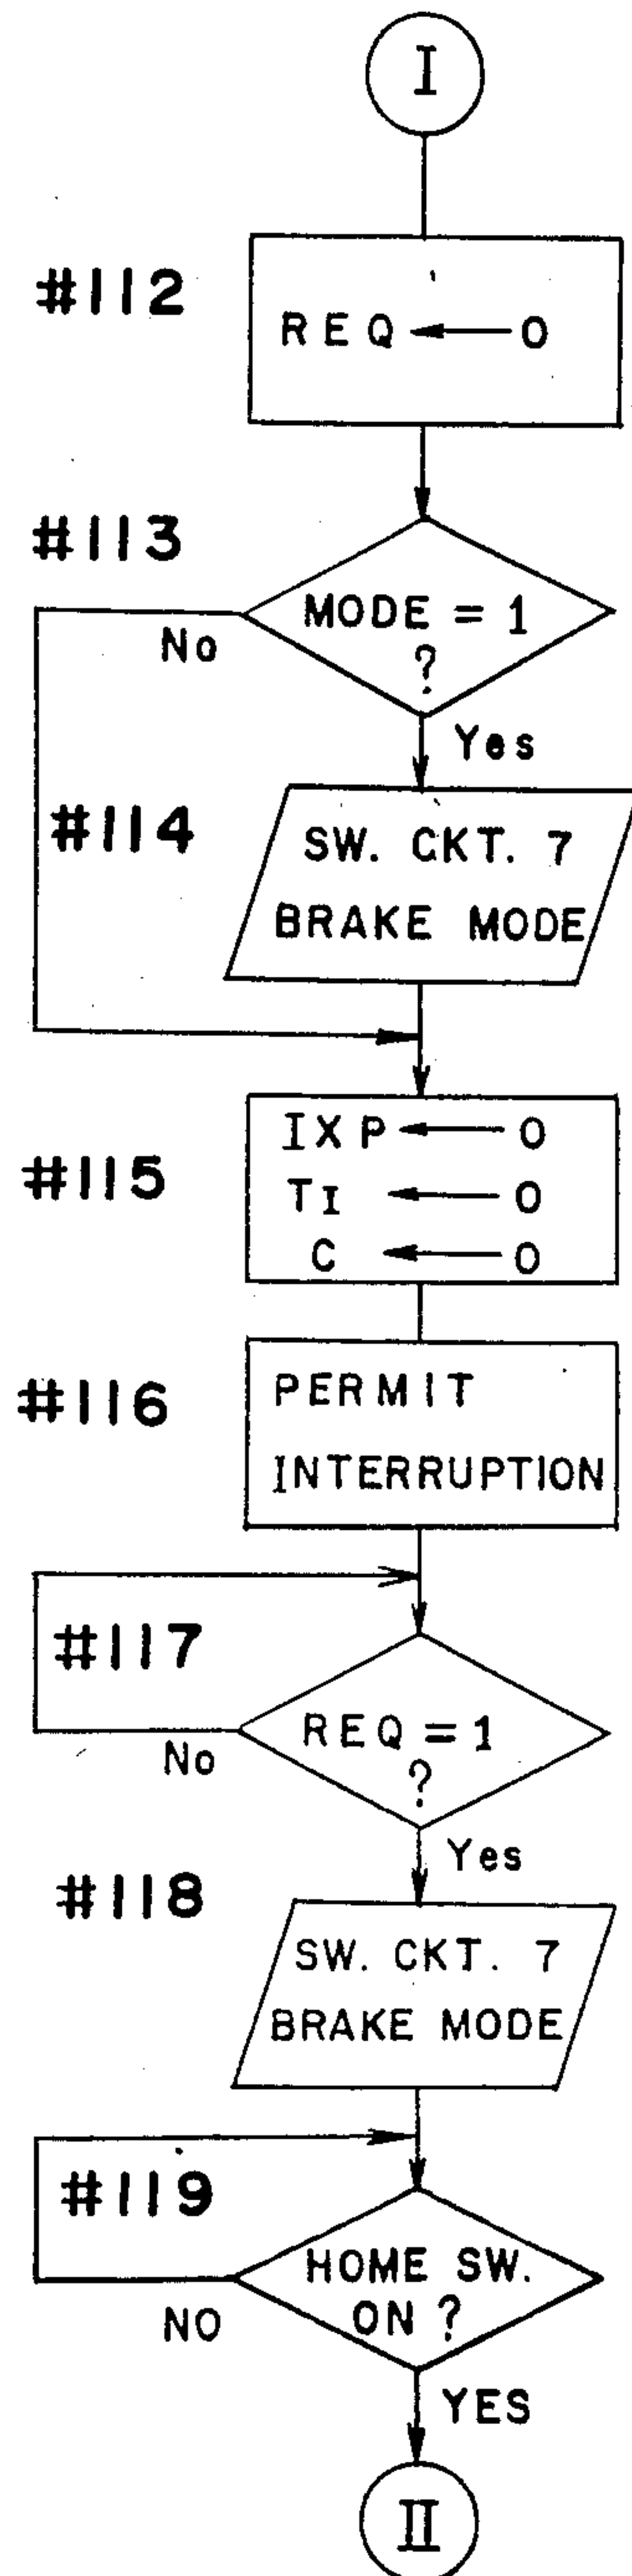 I
#112
REQ ← 0
#113
MODE = 1
?
No
Yes
#114
SW. CKT. 7
BRAKE MODE
#115
IXP ← 0
TI ← 0
C ← 0
#116
PERMIT
INTERRUPTION
#117
REQ = 1
?
No
Yes
#118
SW. CKT. 7
BRAKE MODE
#119
HOME SW.
ON ?
NO
YES
II